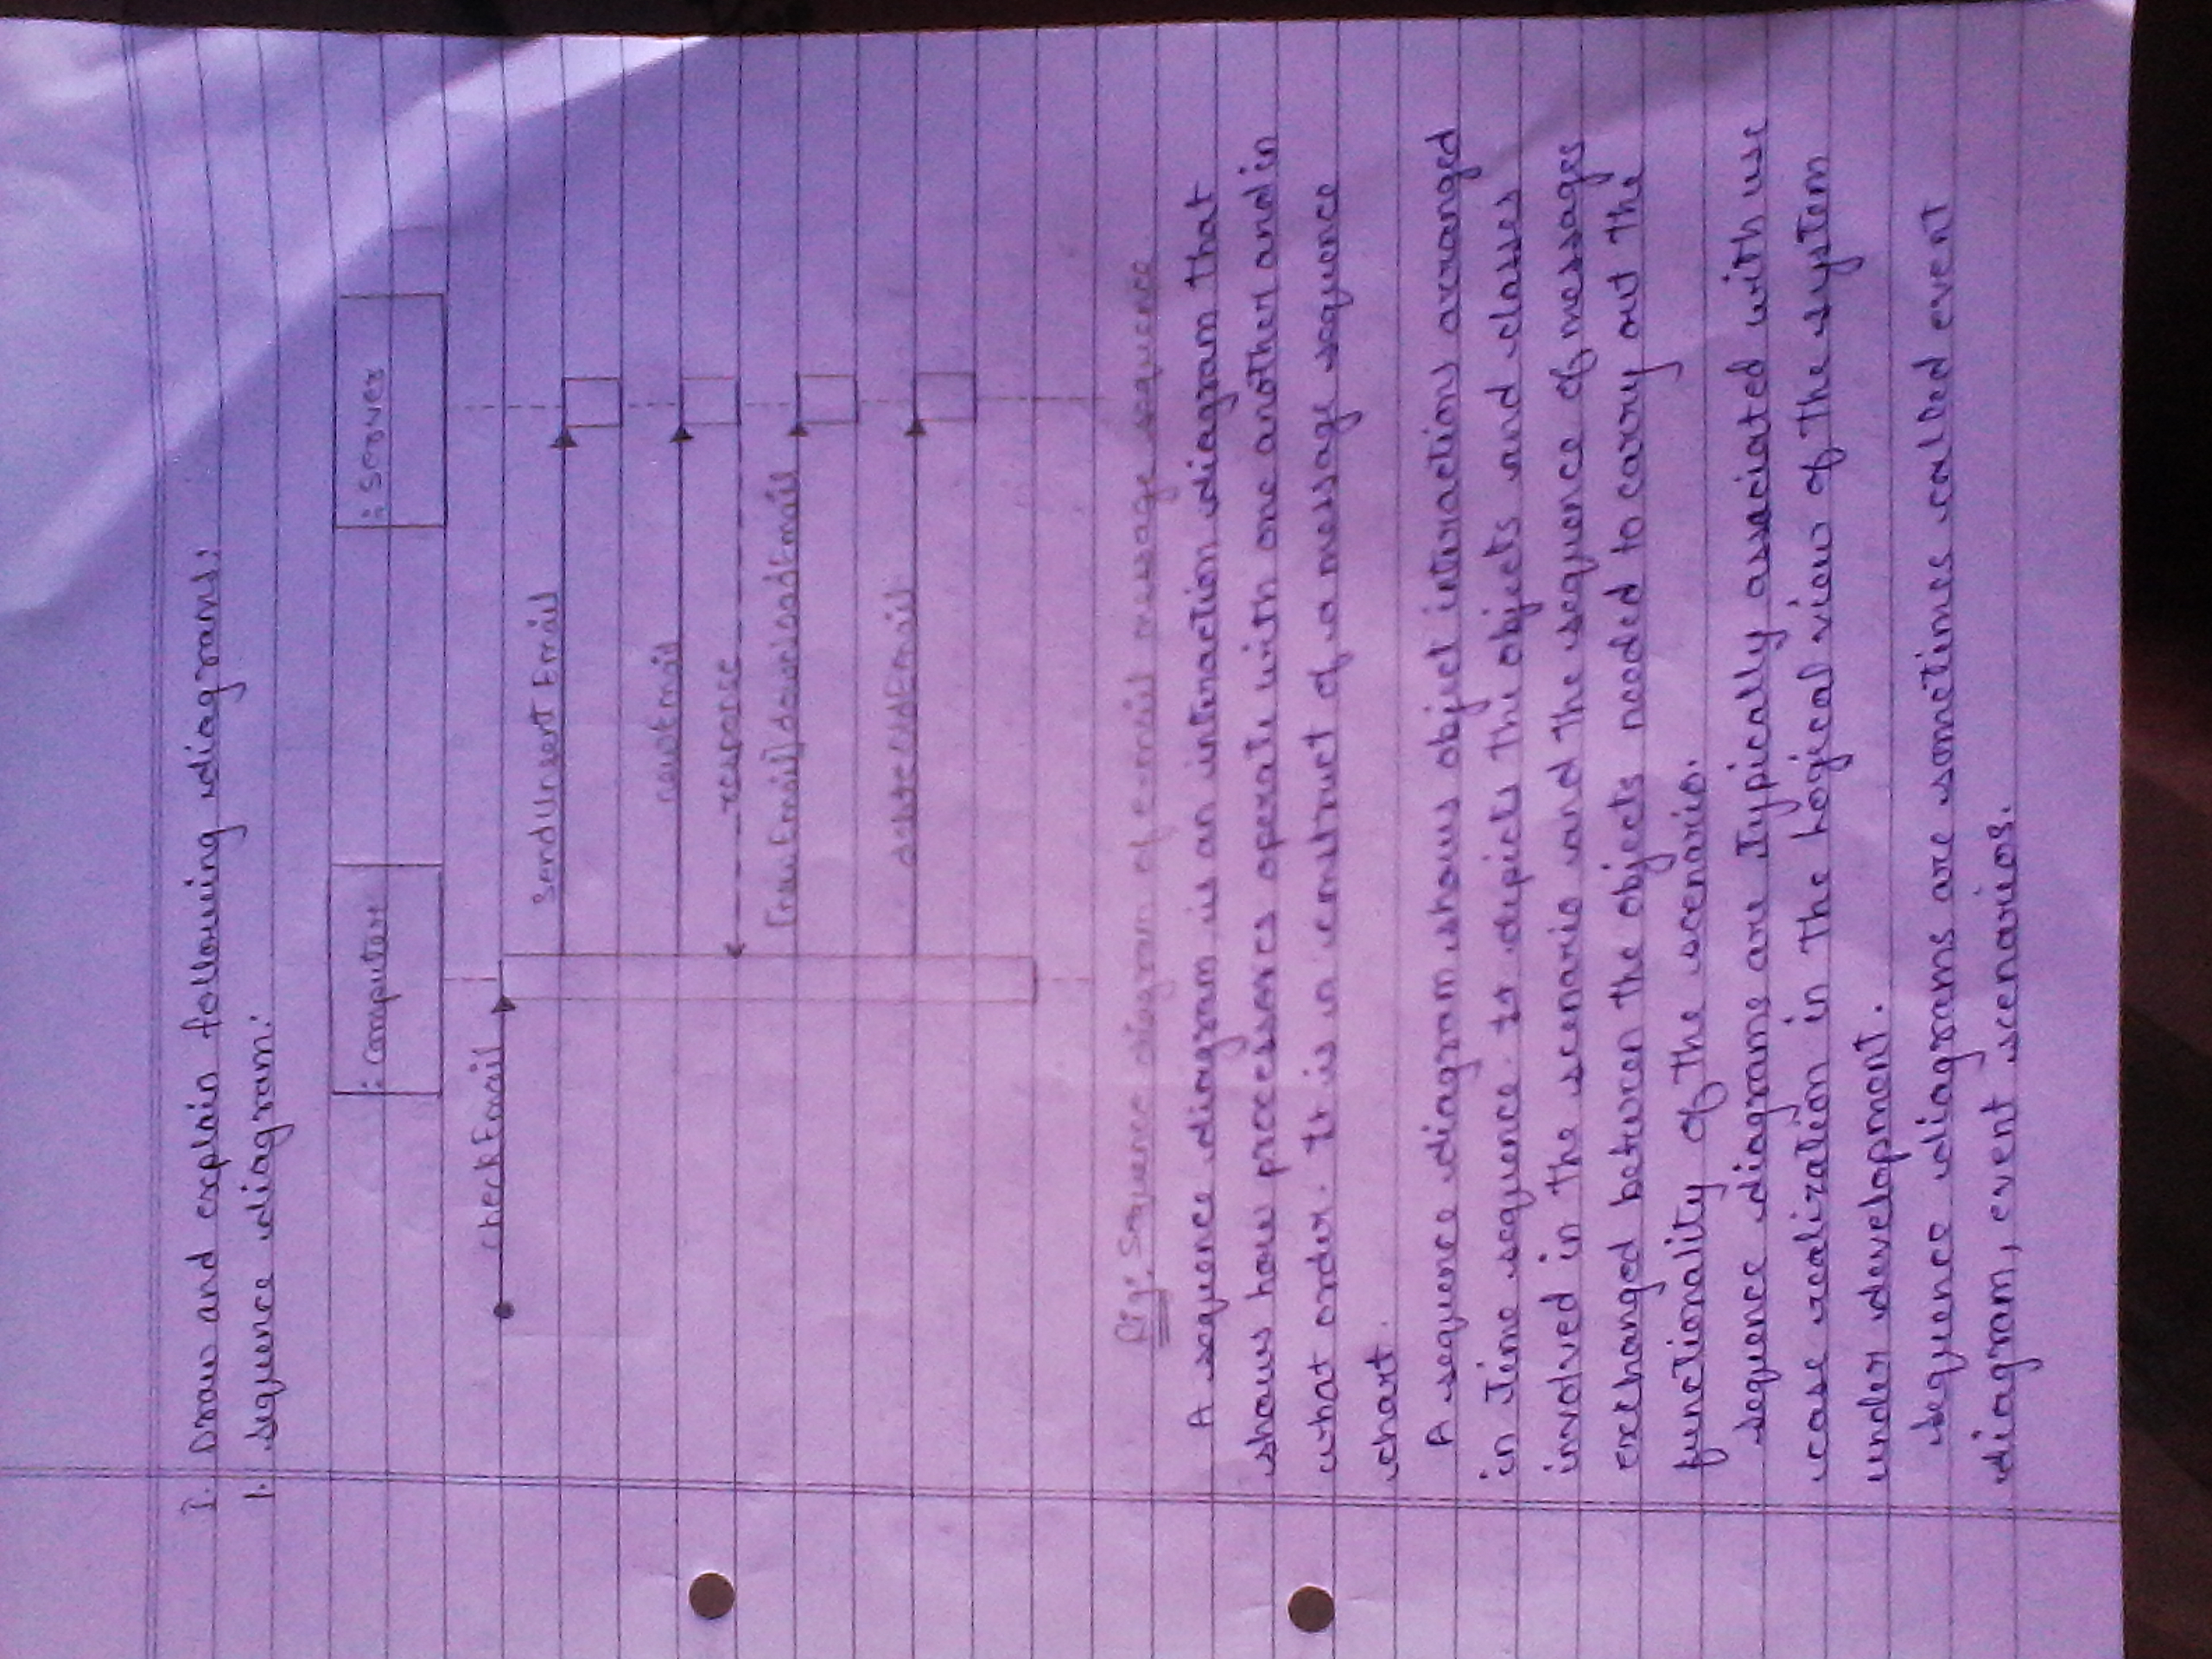 I. Draw and explain following diagrams:
1. Sequence diagram:
: Computer
: Server
checkEmail
sendUnsentEmail
newEmail
response
[newEmail] downloadEmail
deleteOldEmail
Fig: Sequence diagram of e-mail message sequence
A sequence diagram is an interaction diagram that
shows how processes operate with one another and in
what order. It is a construct of a message sequence
chart.
A sequence diagram shows object interactions arranged
in time sequence. It depicts the objects and classes
involved in the scenario and the sequence of messages
exchanged between the objects needed to carry out the
functionality of the scenario.
Sequence diagrams are typically associated with use
case realization in the Logical view of the system
under development.
Sequence diagrams are sometimes called event
diagram, event scenarios.